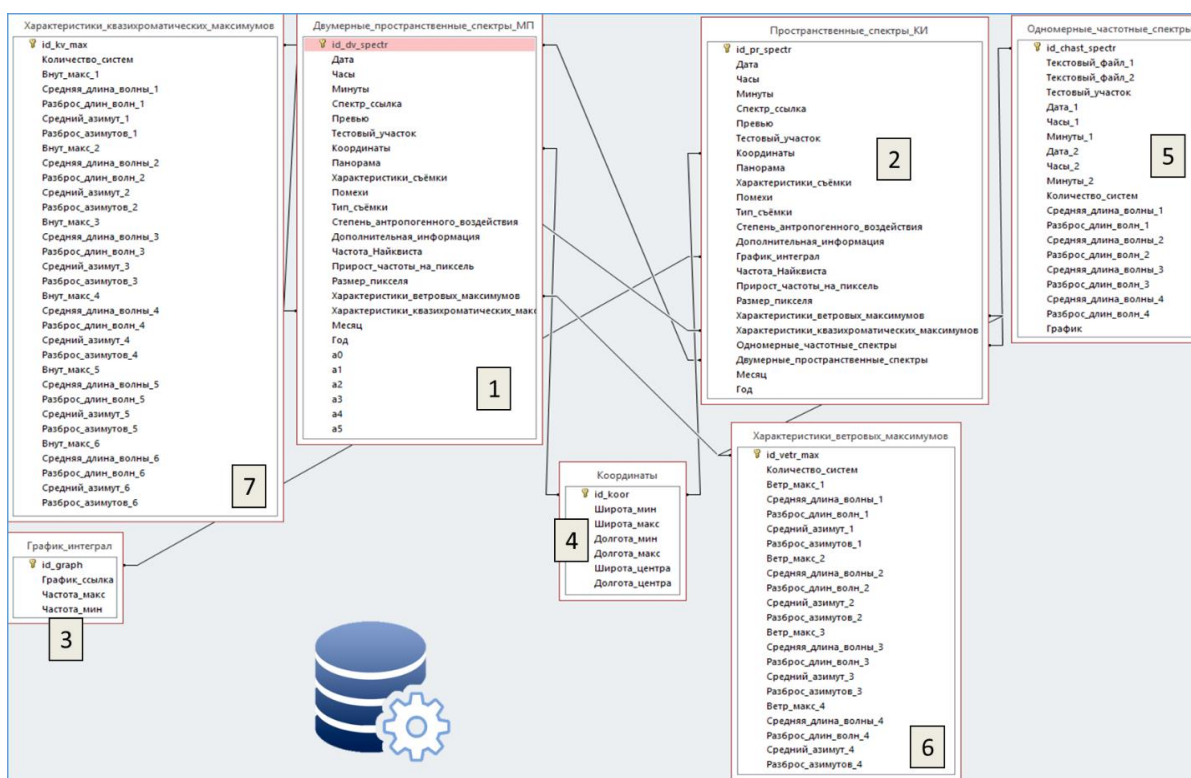 Характеристики_квазихроматических_максимумов
id_kv_max
Количество_систем
Внут_макс_1
Средняя_длина_волны_1
Разброс_длин_волн_1
Средний_азимут_1
Разброс_азимутов_1
Внут_макс_2
Средняя_длина_волны_2
Разброс_длин_волн_2
Средний_азимут_2
Разброс_азимутов_2
Внут_макс_3
Средняя_длина_волны_3
Разброс_длин_волн_3
Средний_азимут_3
Разброс_азимутов_3
Внут_макс_4
Средняя_длина_волны_4
Разброс_длин_волн_4
Средний_азимут_4
Разброс_азимутов_4
Внут_макс_5
Средняя_длина_волны_5
Разброс_длин_волн_5
Средний_азимут_5
Разброс_азимутов_5
Внут_макс_6
Средняя_длина_волны_6
Разброс_длин_волн_6
Средний_азимут_6
Разброс_азимутов_6
7
Двумерные_пространственные_спектры_МП
id_dv_spectr
Дата
Часы
Минуты
Спектр_ссылка
Превью
Тестовый_участок
Координаты
Панорама
Характеристики_съёмки
Помехи
Тип_съёмки
Степень_антропогенного_воздействия
Дополнительная_информация
Частота_Найквиста
Прирост_частоты_на_пиксель
Размер_пикселя
Характеристики_ветровых_максимумов
Характеристики_квазихроматических_макс
Месяц
Год
a0
a1
a2
a3
a4
a5
1
Пространственные_спектры_КИ
id_pr_spectr
Дата
Часы
Минуты
Спектр_ссылка
Превью
Тестовый_участок
Координаты
Панорама
Характеристики_съёмки
Помехи
Тип_съёмки
Степень_антропогенного_воздействия
Дополнительная_информация
График_интеграл
Частота_Найквиста
Прирост_частоты_на_пиксель
Размер_пикселя
Характеристики_ветровых_максимумов
Характеристики_квазихроматических_максимумов
Одномерные_частотные_спектры
Двумерные_пространственные_спектры
Месяц
Год
2
Одномерные_частотные_спектры
id_chast_spectr
Текстовый_файл_1
Текстовый_файл_2
Тестовый_участок
Дата_1
Часы_1
Минуты_1
Дата_2
Часы_2
Минуты_2
Количество_систем
Средняя_длина_волны_1
Разброс_длин_волн_1
Средняя_длина_волны_2
Разброс_длин_волн_2
Средняя_длина_волны_3
Разброс_длин_волн_3
Средняя_длина_волны_4
Разброс_длин_волн_4
График
5
График_интеграл
id_graph
График_ссылка
Частота_макс
Частота_мин
3
Координаты
id_koor
Широта_мин
Широта_макс
Долгота_мин
Долгота_макс
Широта_центра
Долгота_центра
4
Характеристики_ветровых_максимумов
id_vetr_max
Количество_систем
Ветр_макс_1
Средняя_длина_волны_1
Разброс_длин_волн_1
Средний_азимут_1
Разброс_азимутов_1
Ветр_макс_2
Средняя_длина_волны_2
Разброс_длин_волн_2
Средний_азимут_2
Разброс_азимутов_2
Ветр_макс_3
Средняя_длина_волны_3
Разброс_длин_волн_3
Средний_азимут_3
Разброс_азимутов_3
Ветр_макс_4
Средняя_длина_волны_4
Разброс_длин_волн_4
Средний_азимут_4
Разброс_азимутов_4
6